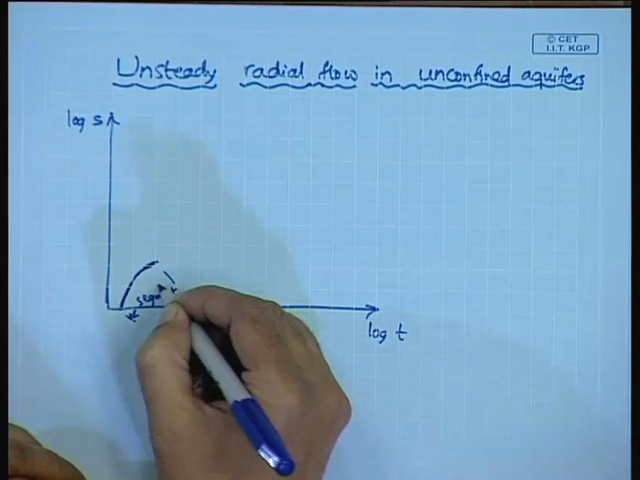 © CET
I.I.T. KGP
Unsteady radial flow in unconfined aquifers
log s
log t